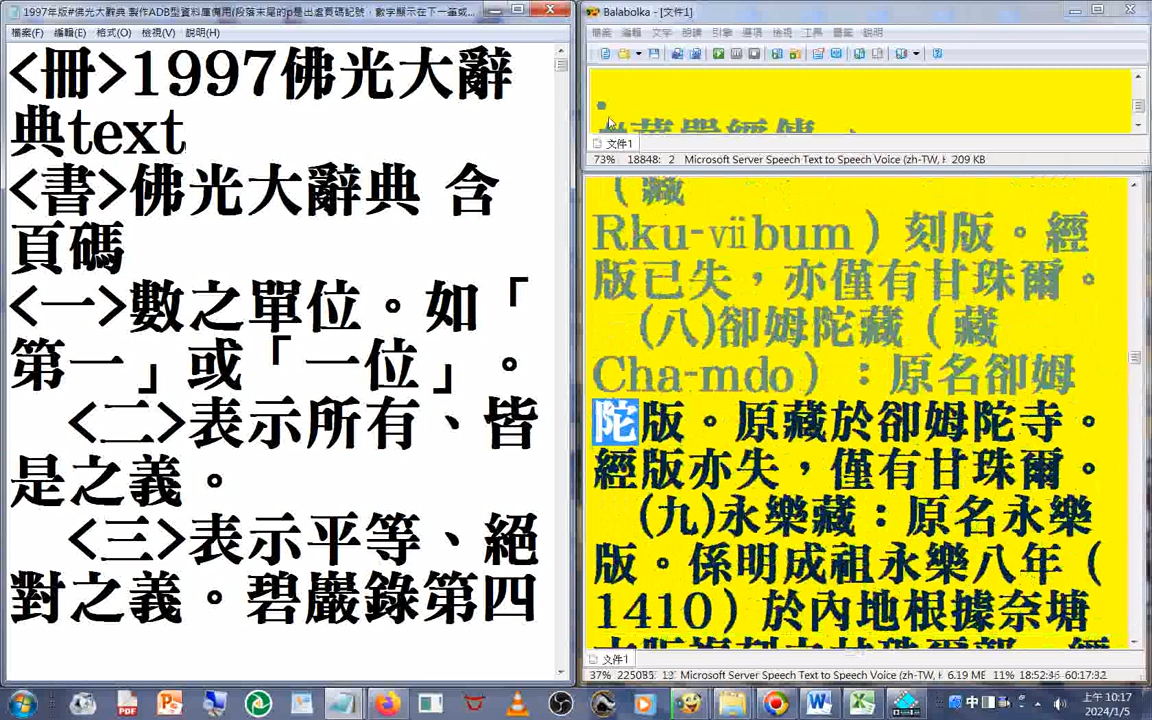 1997年版#佛光大辭典 製作ADB型資料庫備用(段落末尾的p是出處頁碼記號，數字顯示在下一筆或...
檔案(F) 編輯(E) 格式(O) 檢視(V) 說明(H)
<冊>1997佛光大辭
典text
<書>佛光大辭典 含
頁碼
<一>數之單位。如「
第一」或「一位」。
<二>表示所有、皆
是之義。
<三>表示平等、絕
對之義。碧巖錄第四
Balabolka - [文件1]
檔案 編輯 文字 朗讀 引擎 選項 檢視 工具 書籤 說明
文件1
73% 18848: 2 Microsoft Server Speech Text to Speech Voice (zh-TW, H 209 KB
（藏
Rku-viibum）刻版。經
版已失，亦僅有甘珠爾。
(八)卻姆陀藏（藏
Cha-mdo）：原名卻姆
陀版。原藏於卻姆陀寺。
經版亦失，僅有甘珠爾。
(九)永樂藏：原名永樂
版。係明成祖永樂八年（
1410）於內地根據奈塘
文件1
37% 225085: 13 Microsoft Server Speech Text to Speech Voice (zh-TW, H 6.19 MB 11% 18:52:46 60:17:32
上午 10:17
2024/1/5